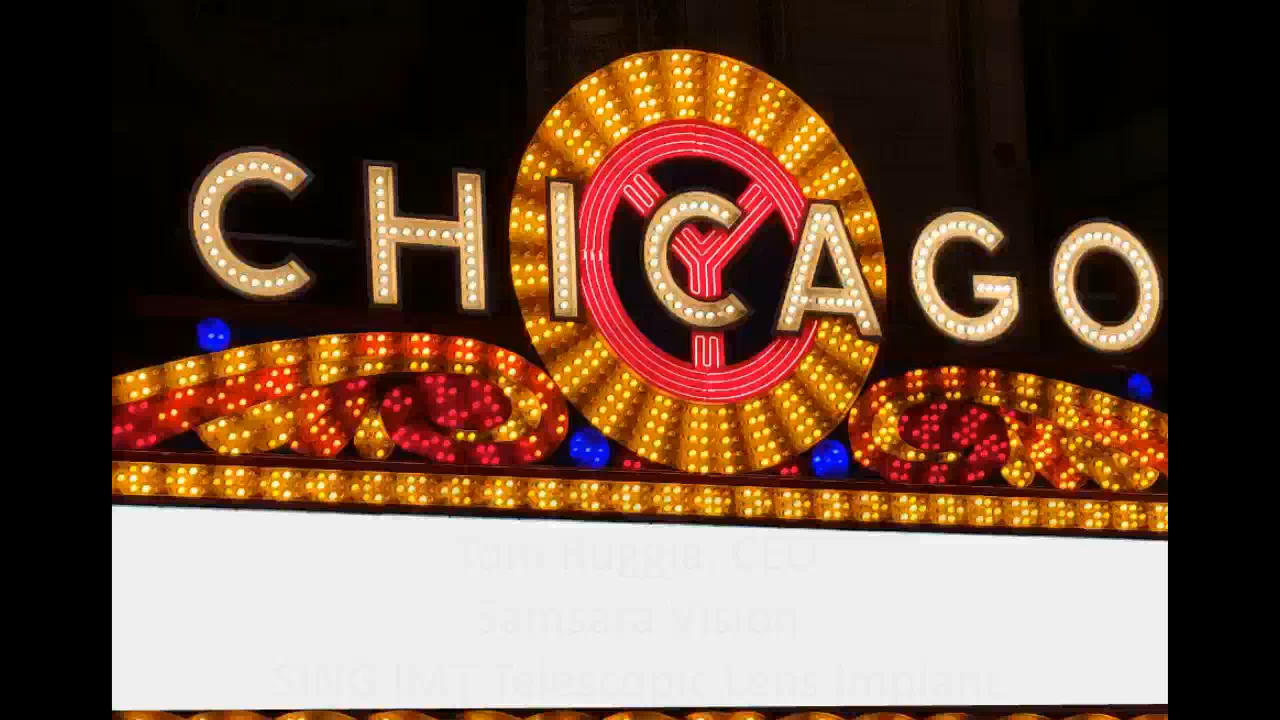 CHICAGO
Tom Ruggia, CEO
Samsara Vision
SING IMT Telescopic Lens Implant